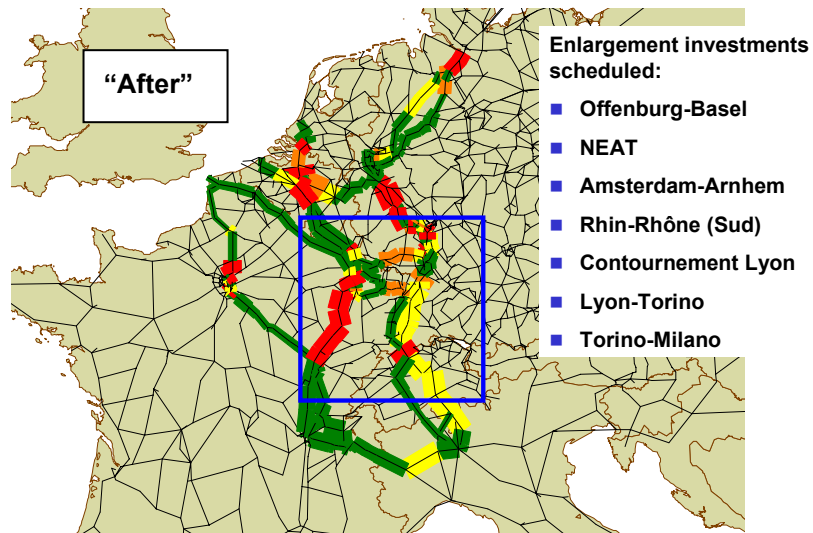 “After”
Enlargement investments
scheduled:
■ Offenburg-Basel
■ NEAT
■ Amsterdam-Arnhem
■ Rhin-Rhône (Sud)
■ Contournement Lyon
■ Lyon-Torino
■ Torino-Milano